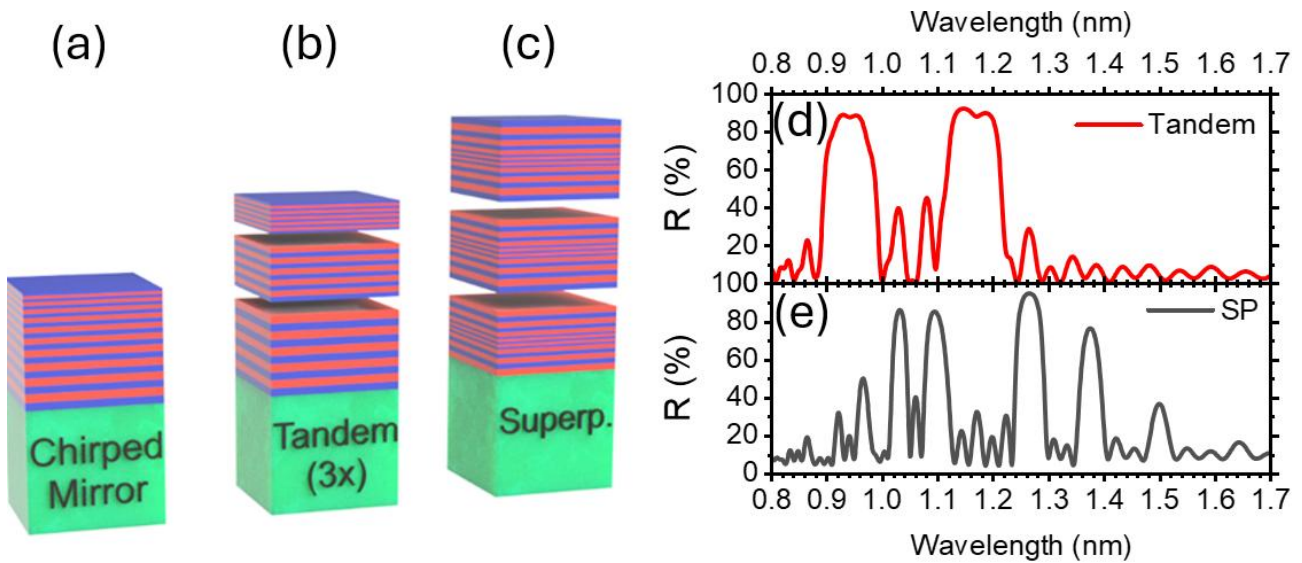 (a)
(b)
(c)
Chirped
Mirror
Tandem
(3x)
Superp.
Wavelength (nm)
0.8 0.9 1.0 1.1 1.2 1.3 1.4 1.5 1.6 1.7
100
80
60
40
20
R (%)
(d)
Tandem
100
80
60
40
20
0
R (%)
(e)
SP
0.8 0.9 1.0 1.1 1.2 1.3 1.4 1.5 1.6 1.7
Wavelength (nm)